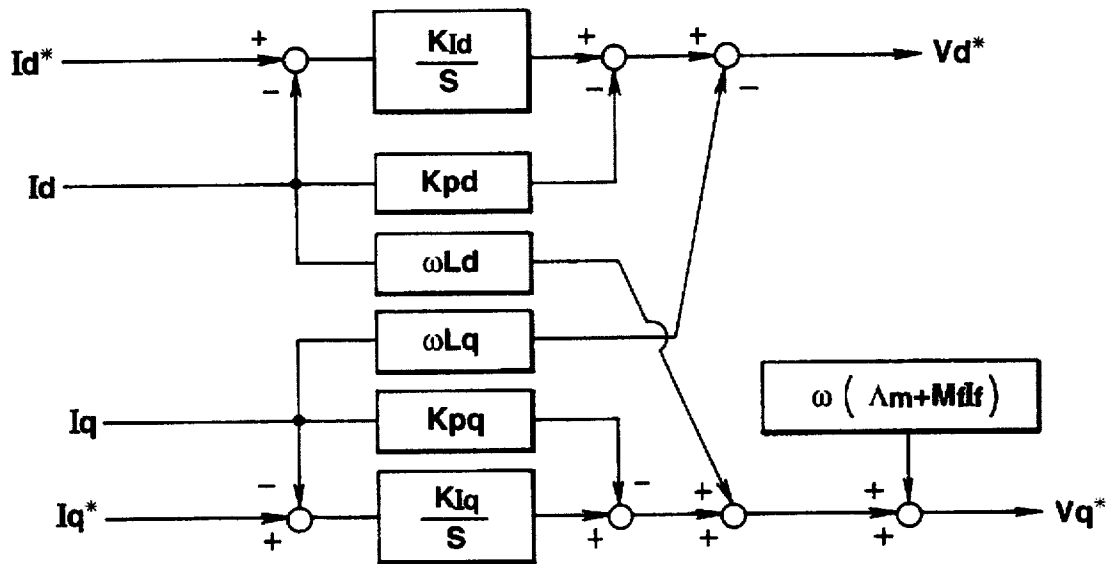 Id* + KId + + Vd*
S
− − −
Id Kpd
ωLd
ωLq
ω ( Λm+MfIf )
Iq Kpq
− KIq − + +
Iq* Vq*
+ S + + +